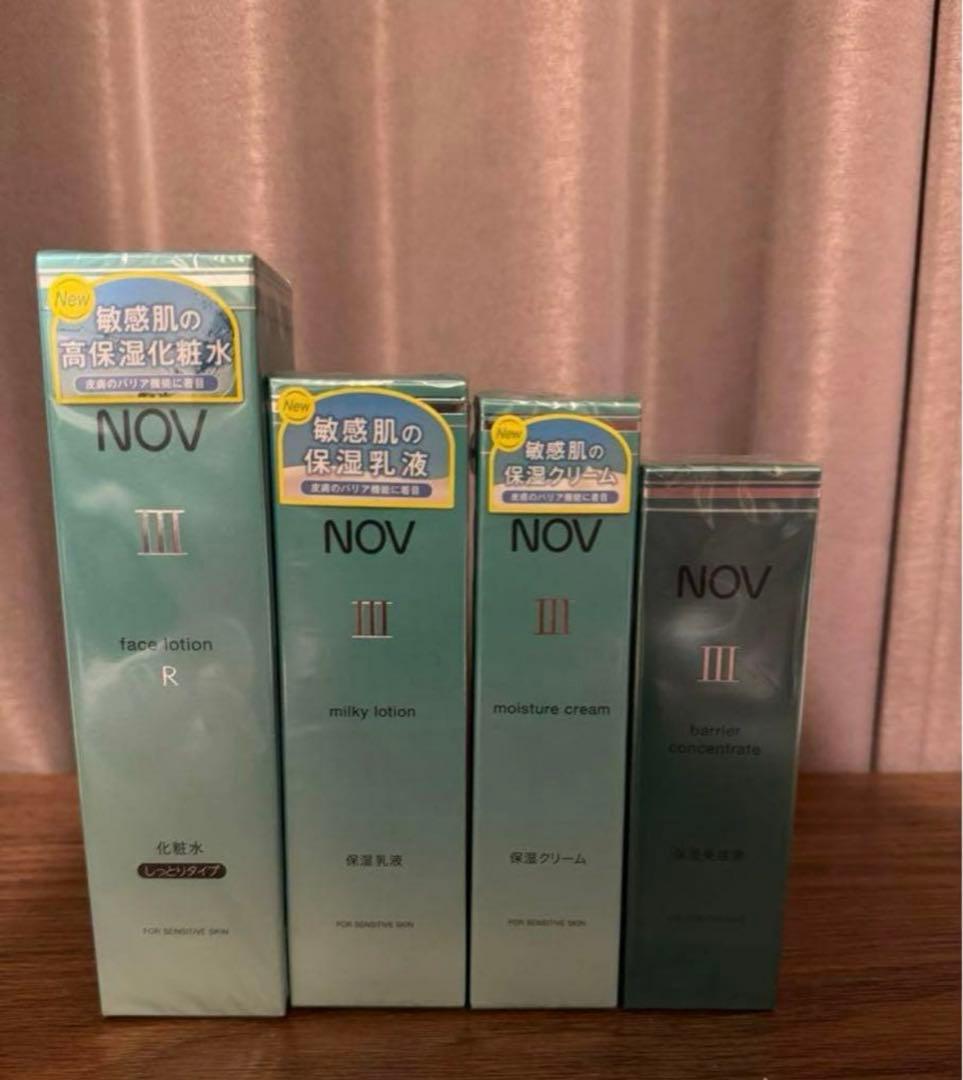 New
敏感肌の
高保湿化粧水
皮膚のバリア機能に着目
NOV
III
face lotion
R
化粧水
しっとりタイプ
FOR SENSITIVE SKIN
New
敏感肌の
保湿乳液
皮膚のバリア機能に着目
NOV
III
milky lotion
保湿乳液
FOR SENSITIVE SKIN
New
敏感肌の
保湿クリーム
皮膚のバリア機能に着目
NOV
III
moisture cream
保湿クリーム
FOR SENSITIVE SKIN
NOV
III
barrier
concentrate